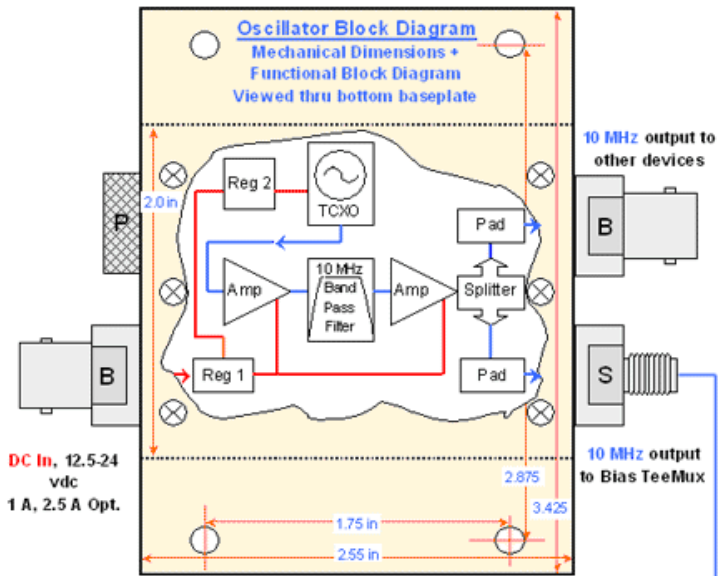 Oscillator Block Diagram
Mechanical Dimensions +
Functional Block Diagram
Viewed thru bottom baseplate
10 MHz output to
other devices
2.0 in
Reg 2
TCXO
P
B
Pad
Amp
10 MHz
Band
Pass
Filter
Amp
Splitter
B
Reg 1
Pad
S
DC In, 12.5-24
vdc
1 A, 2.5 A Opt.
10 MHz output
to Bias TeeMux
2.875
3.425
1.75 in
2.55 in